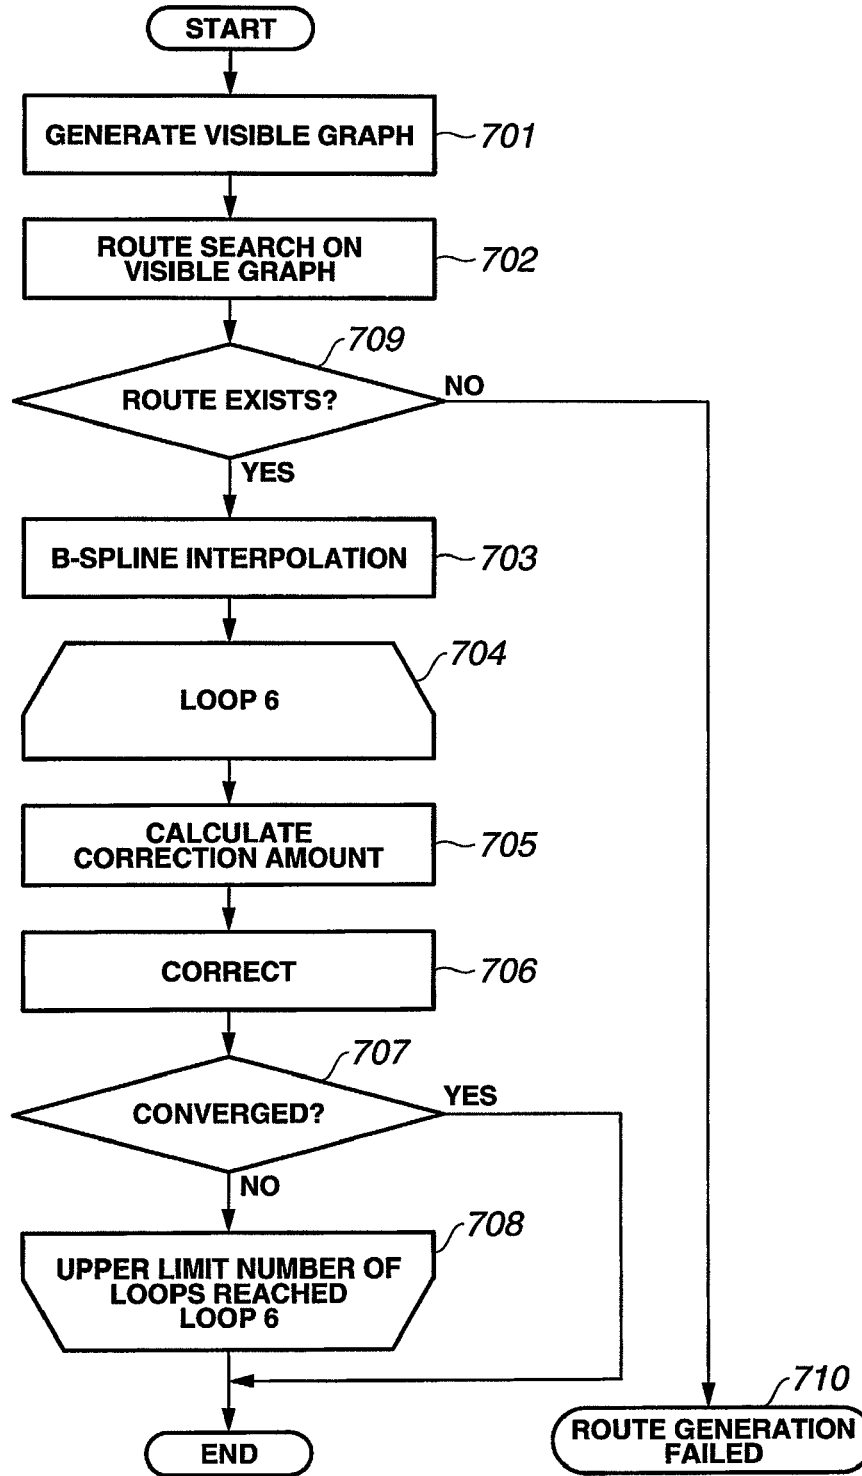 START
GENERATE VISIBLE GRAPH
701
ROUTE SEARCH ON
VISIBLE GRAPH
702
709
ROUTE EXISTS?
NO
YES
B-SPLINE INTERPOLATION
703
704
LOOP 6
CALCULATE
CORRECTION AMOUNT
705
CORRECT
706
707
CONVERGED?
YES
NO
708
UPPER LIMIT NUMBER OF
LOOPS REACHED
LOOP 6
710
ROUTE GENERATION
FAILED
END